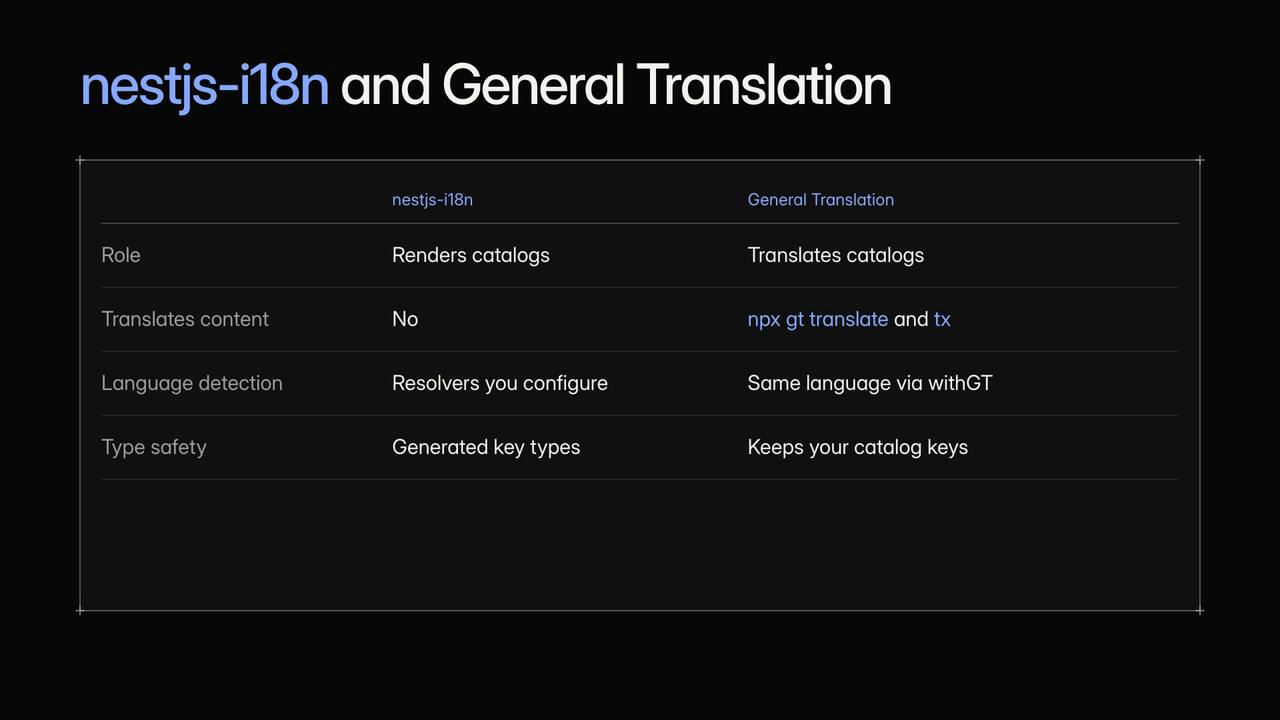 nestjs-i18n and General Translation
nestjs-i18n General Translation
Role Renders catalogs Translates catalogs
Translates content No npx gt translate and tx
Language detection Resolvers you configure Same language via withGT
Type safety Generated key types Keeps your catalog keys